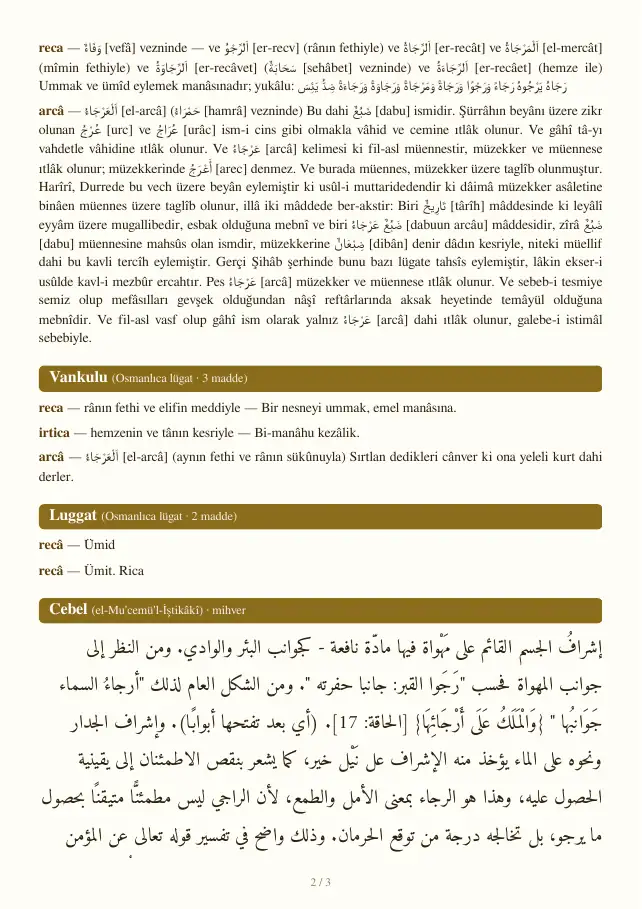 reca — وَفَاءٌ [vefâ] vezninde — ve اَلرَّجْوُ [er-recv] (rânın fethiyle) ve اَلرَّجَاةُ [er-recât] ve اَلْمَرْجَاةُ [el-mercât]
(mîmin fethiyle) ve اَلرَّجَاوَةُ [er-recâvet] (سَحَابَةٌ [sehâbet] vezninde) ve اَلرَّجَاءَةُ [er-recâet] (hemze ile)
Ummak ve ümîd eylemek manâsınadır; yukâlu: رَجَاهُ يَرْجُوهُ رَجَاءً وَرَجْوًا وَرَجَاةً وَمَرْجَاةً وَرَجَاوَةً وَرَجَاءَةً ضِدُّ يَئِسَ
arcâ — اَلْعَرْجَاءُ [el-arcâ] (حَمْرَاءُ [hamrâ] vezninde) Bu dahi ضَبُعٌ [dabu] ismidir. Şürrâhın beyânı üzere zikr
olunan عُرْجٌ [urc] ve عُرَاجُ [urâc] ism-i cins gibi olmakla vâhid ve cemine ıtlâk olunur. Ve gâhî tâ-yı
vahdetle vâhidine ıtlâk olunur. Ve عَرْجَاءُ [arcâ] kelimesi ki fil-asl müennestir, müzekker ve müennese
ıtlâk olunur; müzekkerinde أَعْرَجُ [arec] denmez. Ve burada müennes, müzekker üzere taglîb olunmuştur.
Harîrî, Durrede bu vech üzere beyân eylemiştir ki usûl-i muttaridedendir ki dâimâ müzekker asâletine
binâen müennes üzere taglîb olunur, illâ iki mâddede ber-akstir: Biri تَارِيخٌ [târîh] mâddesinde ki leyâlî
eyyâm üzere mugallibedir, esbak olduğuna mebnî ve biri ضَبُعٌ عَرْجَاءُ [dabuun arcâu] mâddesidir, zîrâ ضَبُعٌ
[dabu] müennesine mahsûs olan ismdir, müzekkerine ضِبْعَانٌ [dibân] denir dâdın kesriyle, niteki müellif
dahi bu kavli tercîh eylemiştir. Gerçi Şihâb şerhinde bunu bazı lügate tahsîs eylemiştir, lâkin ekser-i
usûlde kavl-i mezbûr ercahtır. Pes عَرْجَاءُ [arcâ] müzekker ve müennese ıtlâk olunur. Ve sebeb-i tesmiye
semiz olup mefâsılları gevşek olduğundan nâşî reftârlarında aksak heyetinde temâyül olduğuna
mebnîdir. Ve fil-asl vasf olup gâhî ism olarak yalnız عَرْجَاءُ [arcâ] dahi ıtlâk olunur, galebe-i istimâl
sebebiyle.
Vankulu (Osmanlıca lügat · 3 madde)
reca — rânın fethi ve elifin meddiyle — Bir nesneyi ummak, emel manâsına.
irtica — hemzenin ve tânın kesriyle — Bi-manâhu kezâlik.
arcâ — اَلْعَرْجَاءُ [el-arcâ] (aynın fethi ve rânın sükûnuyla) Sırtlan dedikleri cânver ki ona yeleli kurt dahi
derler.
Luggat (Osmanlıca lügat · 2 madde)
recâ — Ümid
recâ — Ümit. Rica
Cebel (el-Mu'cemü'l-İştikâkî) · mihver
إشرافُ الجسم القائم على مَهْواة فيها مادّة نافعة - كجوانب البئر والوادي. ومن النظر إلى
جوانب المهواة فحسب "رَجَوا القبر: جانبا حفرته ". ومن الشكل العام لذلك "أرجاءُ السماء
جَوَانبُها " {وَالْمَلَكُ عَلَى أَرْجَائِهَا} [الحاقة: 17]. (أي بعد تفتحها أبوابًا). وإشراف الجدار
ونحوه على الماء يؤخذ منه الإشراف عل نَيْل خير، كما يشعر بنقص الاطمئنان إلى يقينية
الحصول عليه، وهذا هو الرجاء بمعنى الأمل والطمع، لأن الراجي ليس مطمئنًّا متيقنًا بحصول
ما يرجو، بل تخالجه درجة من توقع الحرمان. وذلك واضح في تفسير قوله تعالى عن المؤمن
2 / 3